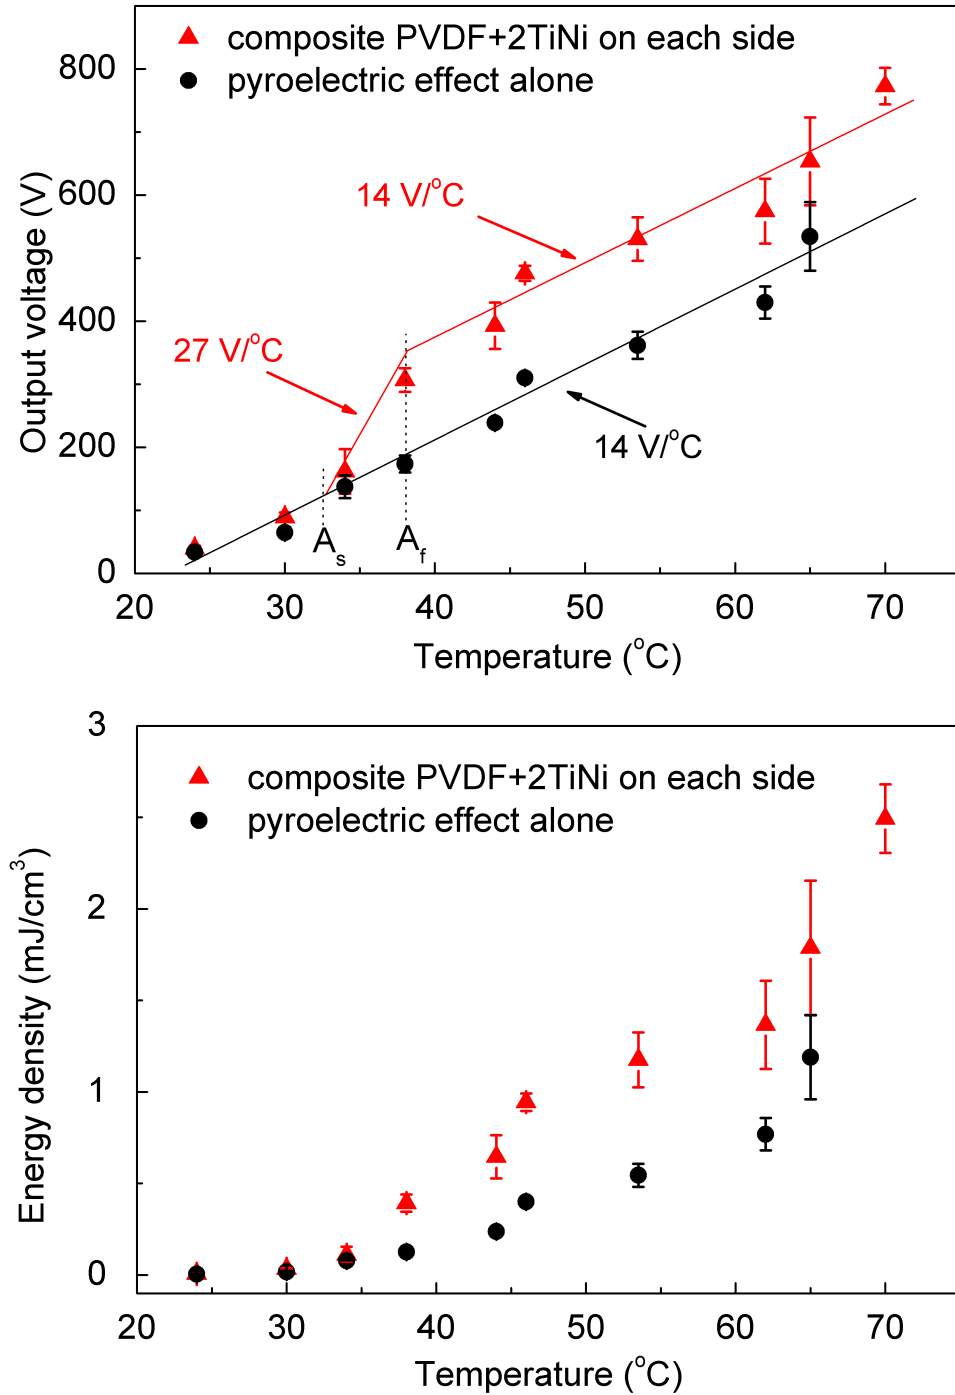 composite PVDF+2TiNi on each side
pyroelectric effect alone
800
600
400
200
0
Output voltage (V)
14 V/°C
27 V/°C
14 V/°C
A_s
A_f
20 30 40 50 60 70
Temperature (°C)
composite PVDF+2TiNi on each side
pyroelectric effect alone
3
2
1
0
Energy density (mJ/cm³)
20 30 40 50 60 70
Temperature (°C)